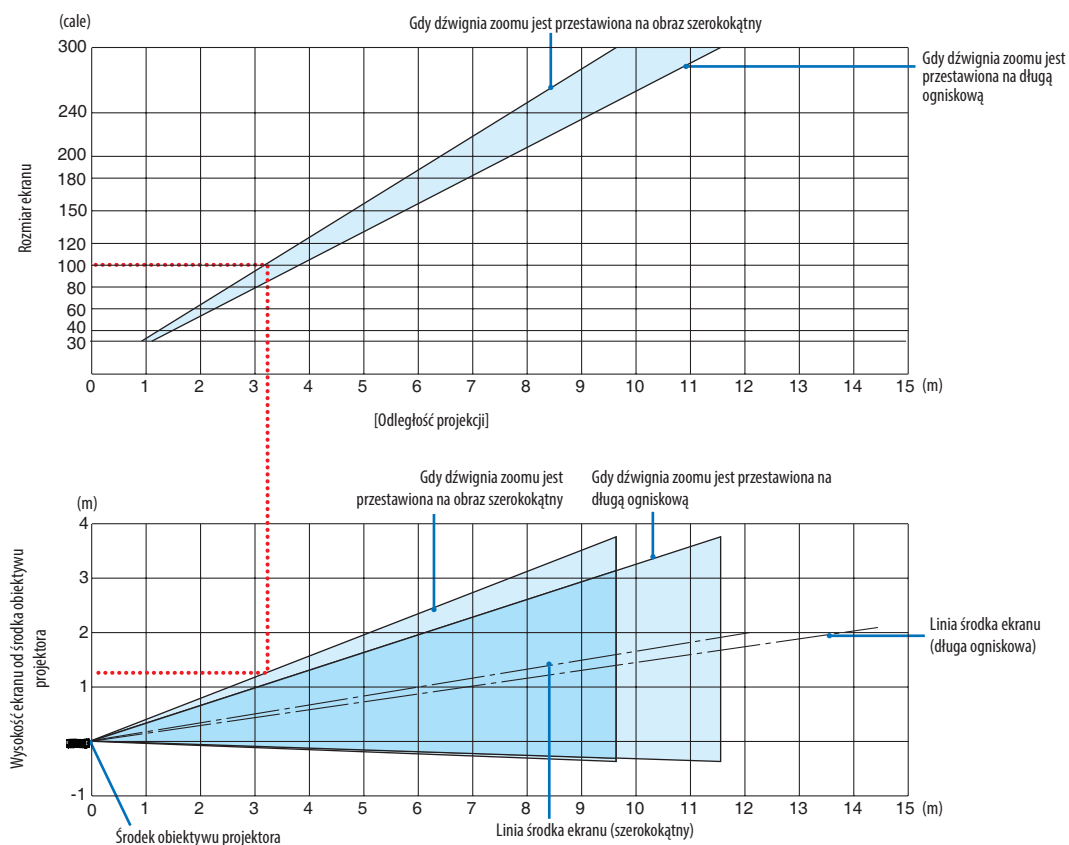 (cale)
Gdy dźwignia zoomu jest przestawiona na obraz szerokokątny
Gdy dźwignia zoomu jest
przestawiona na długą
ogniskową
Rozmiar ekranu
300
240
200
180
150
120
100
80
60
40
30
0 1 2 3 4 5 6 7 8 9 10 11 12 13 14 15 (m)
[Odległość projekcji]
Gdy dźwignia zoomu jest
przestawiona na obraz szerokokątny
Gdy dźwignia zoomu jest przestawiona na
długą ogniskową
(m)
Wysokość ekranu od środka obiektywu
projektora
4
3
2
1
-1
0 1 2 3 4 5 6 7 8 9 10 11 12 13 14 15 (m)
0
Linia środka ekranu
(długa ogniskowa)
Środek obiektywu projektora
Linia środka ekranu (szerokokątny)